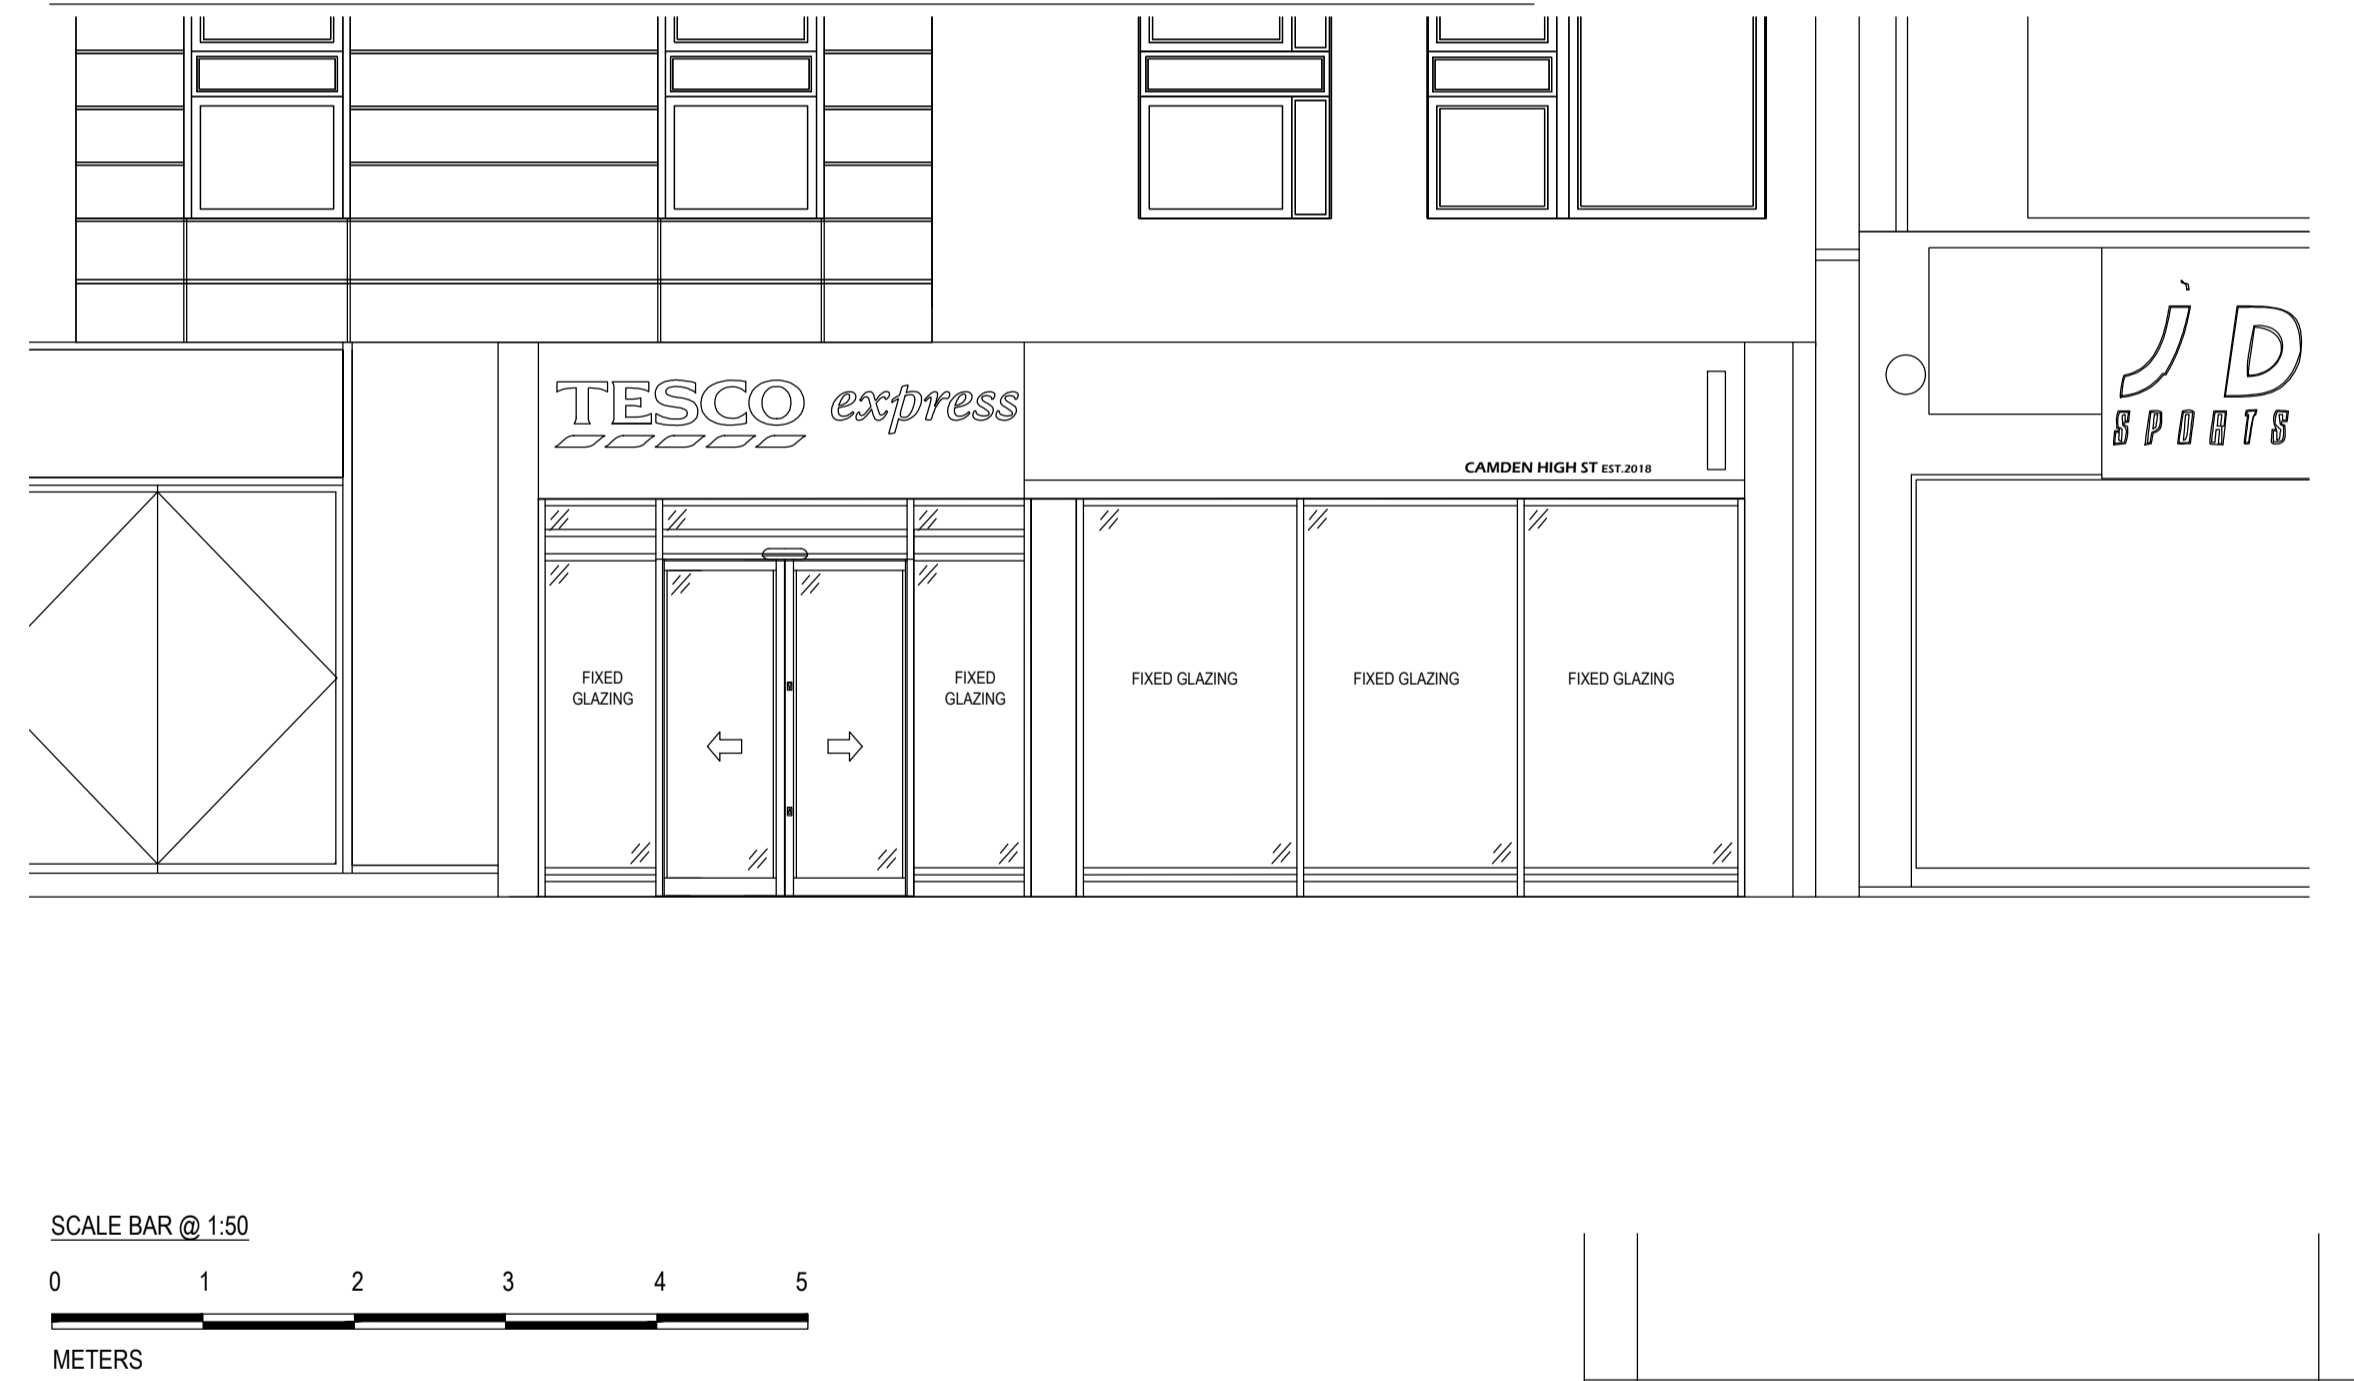 TESCO express
CAMDEN HIGH ST EST.2018
JD
SPORTS
FIXED
GLAZING
FIXED
GLAZING
FIXED GLAZING
FIXED GLAZING
FIXED GLAZING
SCALE BAR @ 1:50
0 1 2 3 4 5
METERS